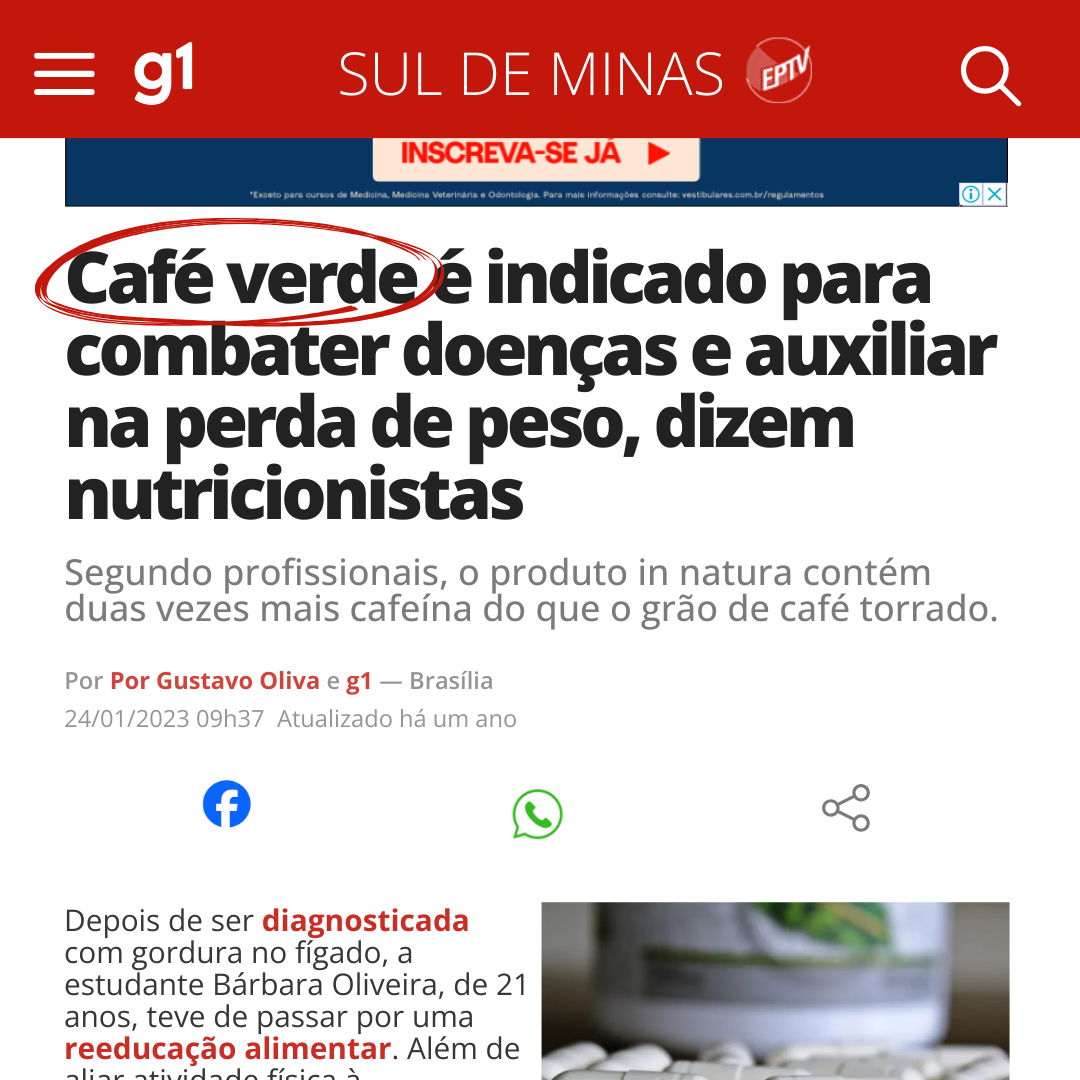 g1
SUL DE MINAS
EPTV
INSCREVA-SE JÁ
*Exceto para cursos de Medicina, Medicina Veterinária e Odontologia. Para mais informações consulte: vestibulares.com.br/regulamentos
Café verde é indicado para
combater doenças e auxiliar
na perda de peso, dizem
nutricionistas
Segundo profissionais, o produto in natura contém
duas vezes mais cafeína do que o grão de café torrado.
Por Por Gustavo Oliva e g1 — Brasília
24/01/2023 09h37 Atualizado há um ano
Depois de ser diagnosticada
com gordura no fígado, a
estudante Bárbara Oliveira, de 21
anos, teve de passar por uma
reeducação alimentar. Além de
aliar atividade física à